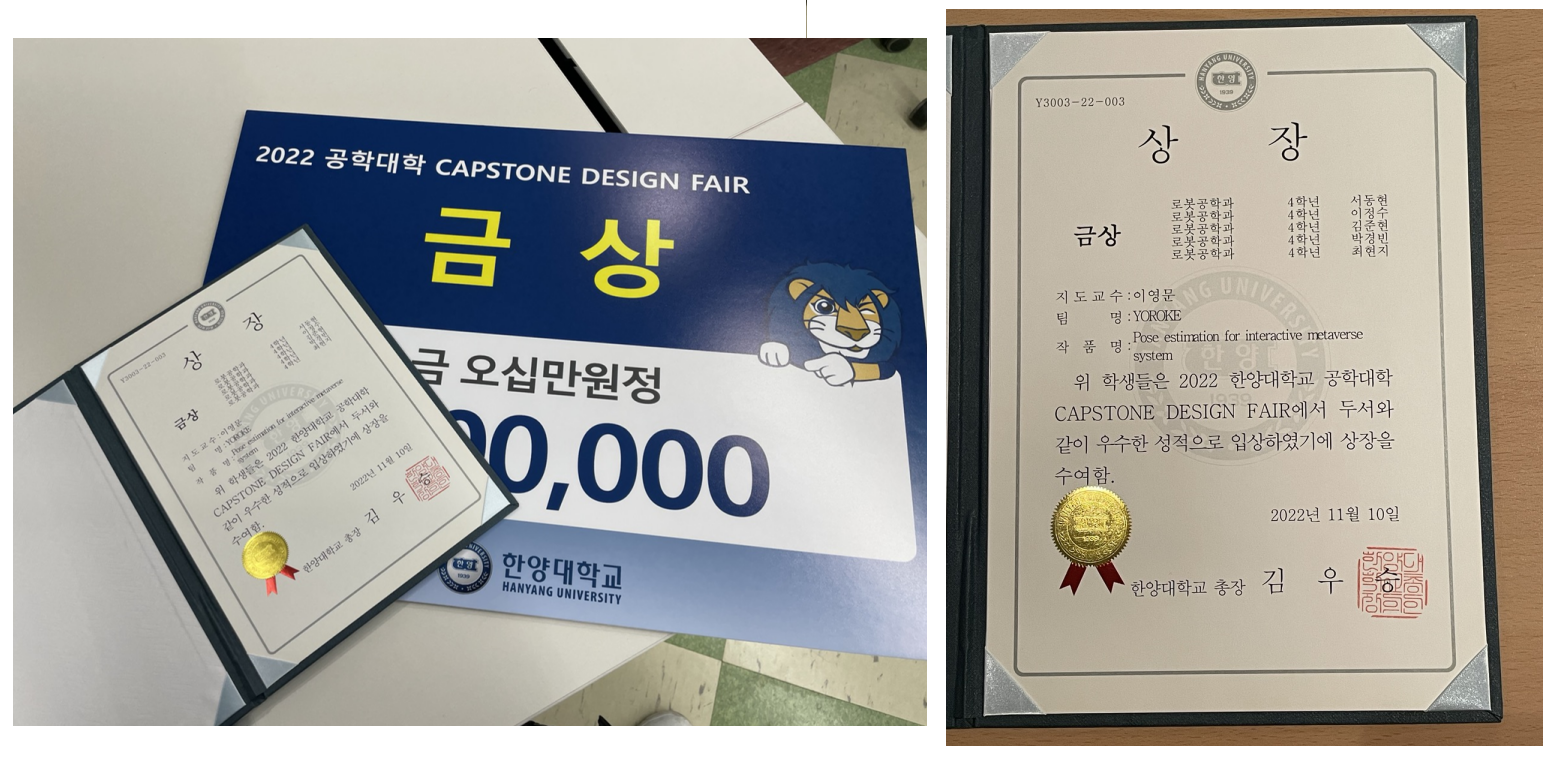 2022 공학대학 CAPSTONE DESIGN FAIR
금 상
금 오십만원정
00,000
한양대학교
HANYANG UNIVERSITY
Y3003-22-003
상 장
금상
지도교수:이영문
팀 명:YOROKE
작 품 명:Pose estimation for interactive metaverse
system
위 학생들은 2022 한양대학교 공학대학
CAPSTONE DESIGN FAIR에서 두서와
같이 우수한 성적으로 입상하였기에 상장을
수여함.
2022년 11월 10일
한양대학교 총장 김 우 승
HANYANG UNIVERSITY
한양
1939
Y3003-22-003
상 장
로봇공학과 4학년 서동현
로봇공학과 4학년 이정수
금상 로봇공학과 4학년 김준현
로봇공학과 4학년 박경빈
로봇공학과 4학년 최현지
지도교수:이영문
팀 명:YOROKE
작 품 명:Pose estimation for interactive metaverse
system
위 학생들은 2022 한양대학교 공학대학
CAPSTONE DESIGN FAIR에서 두서와
같이 우수한 성적으로 입상하였기에 상장을
수여함.
2022년 11월 10일
한양대학교 총장 김 우 승